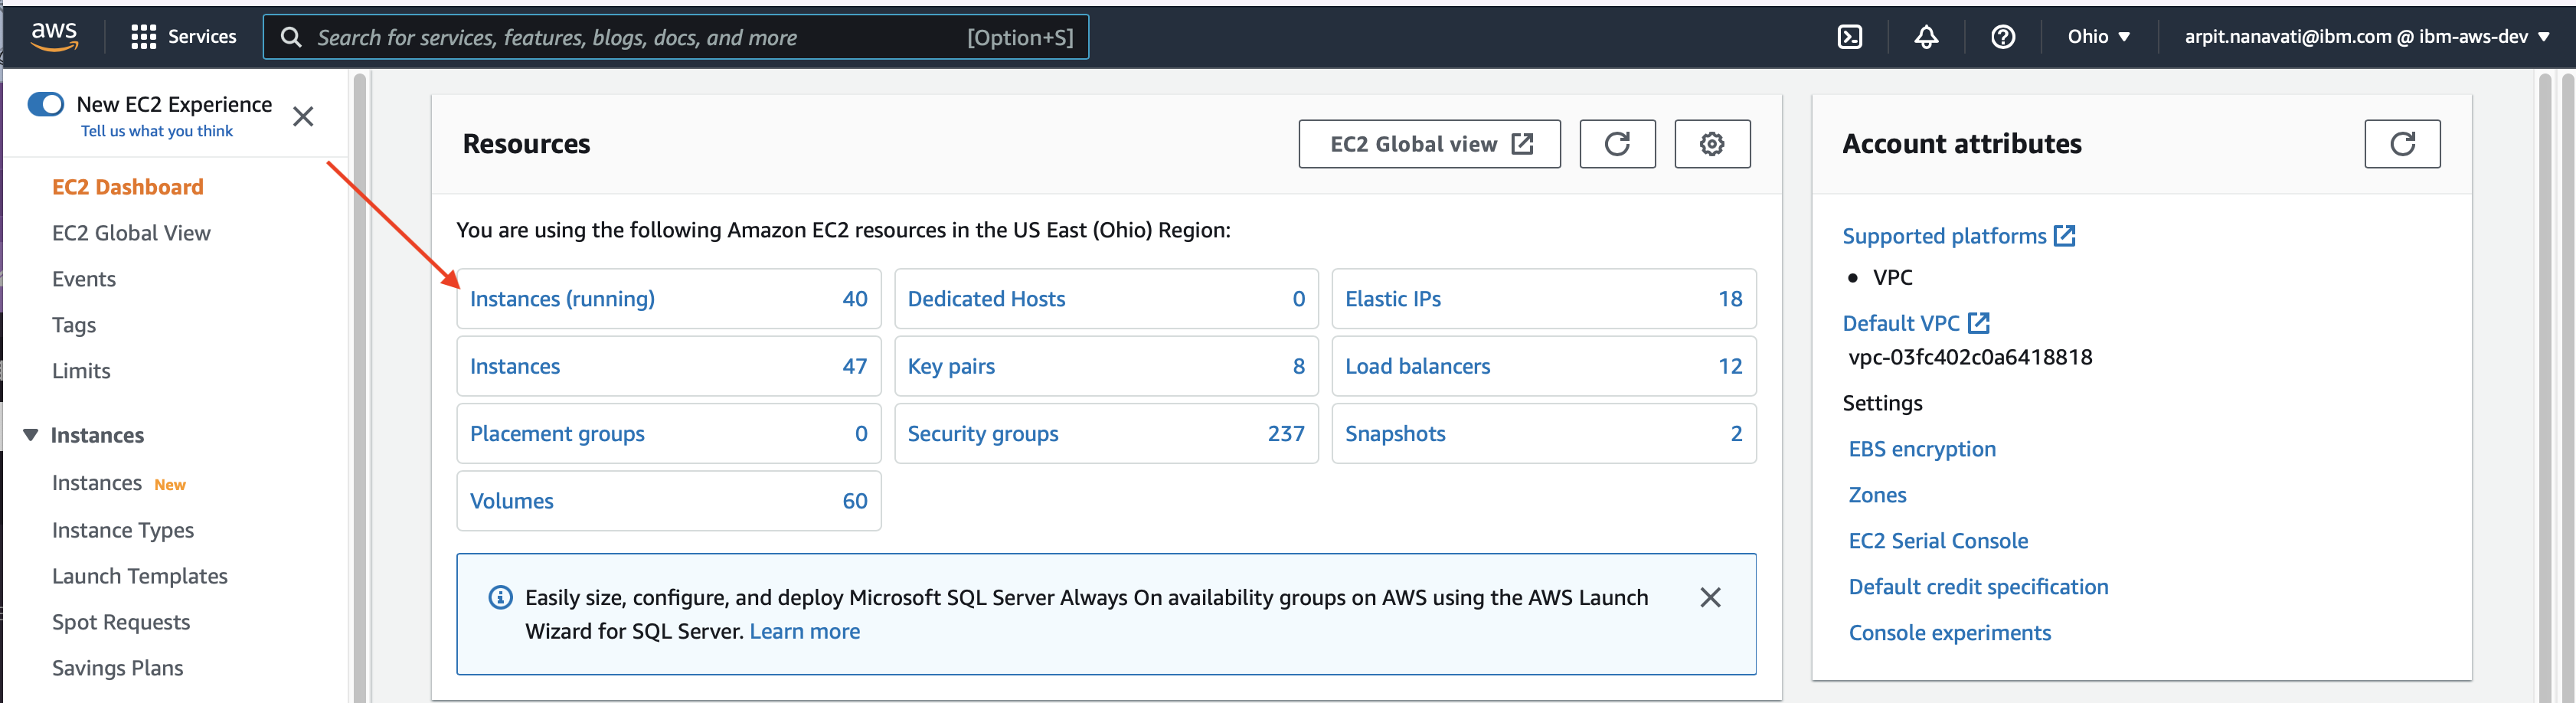 aws
Services
Search for services, features, blogs, docs, and more
[Option+S]
Ohio
arpit.nanavati@ibm.com @ ibm-aws-dev
New EC2 Experience
Tell us what you think
EC2 Dashboard
EC2 Global View
Events
Tags
Limits
Instances
Instances New
Instance Types
Launch Templates
Spot Requests
Savings Plans
Resources
EC2 Global view
You are using the following Amazon EC2 resources in the US East (Ohio) Region:
Instances (running) 40
Dedicated Hosts 0
Elastic IPs 18
Instances 47
Key pairs 8
Load balancers 12
Placement groups 0
Security groups 237
Snapshots 2
Volumes 60
Easily size, configure, and deploy Microsoft SQL Server Always On availability groups on AWS using the AWS Launch
Wizard for SQL Server. Learn more
Account attributes
Supported platforms
• VPC
Default VPC
vpc-03fc402c0a6418818
Settings
EBS encryption
Zones
EC2 Serial Console
Default credit specification
Console experiments